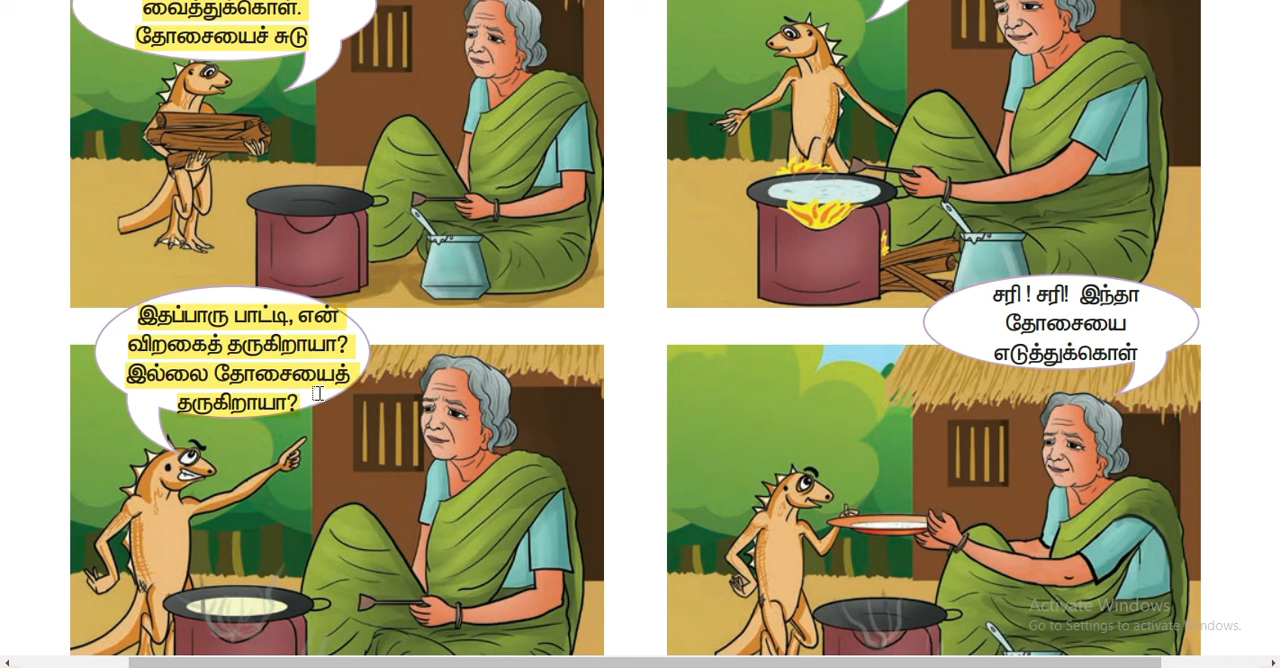 வைத்துக்கொள்.
தோசையைச் சுடு
இதப்பாரு பாட்டி, என்
விறகைத் தருகிறாயா?
இல்லை தோசையைத்
தருகிறாயா?
சரி ! சரி! இந்தா
தோசையை
எடுத்துக்கொள்
Activate Windows
Go to Settings to activate Windows.